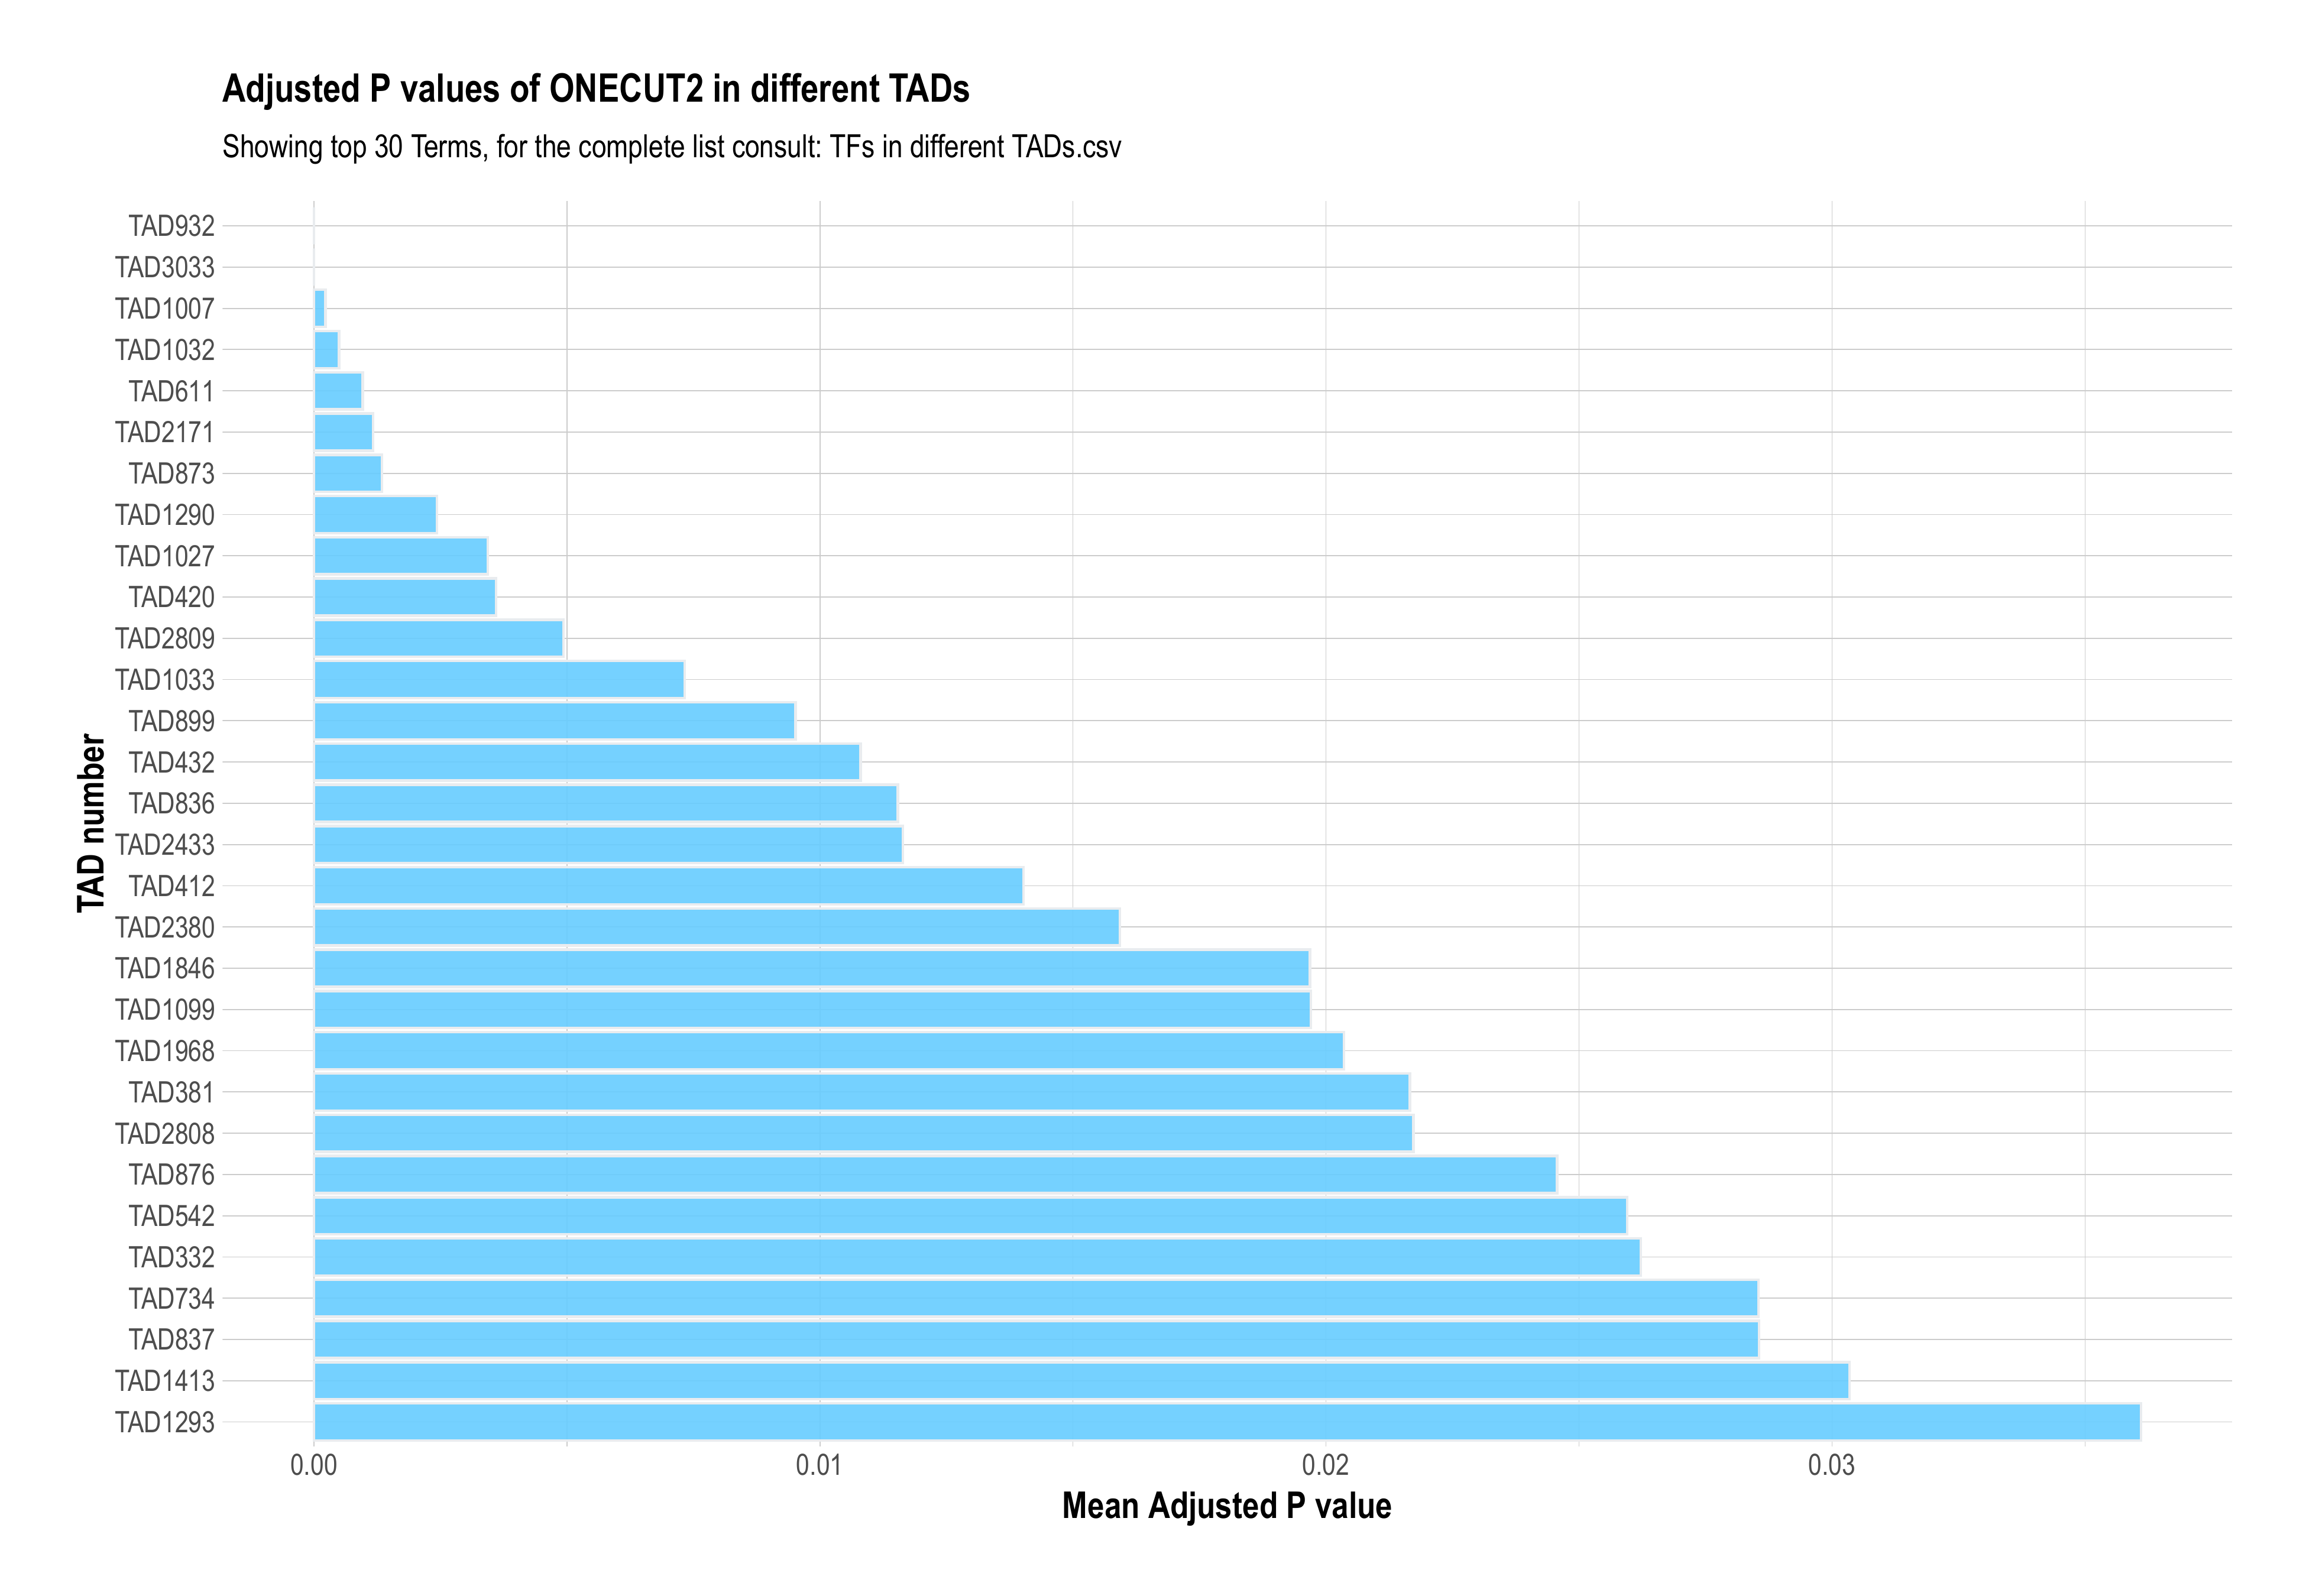 Adjusted P values of ONECUT2 in different TADs
Showing top 30 Terms, for the complete list consult: TFs in different TADs.csv
TAD number
TAD932
TAD3033
TAD1007
TAD1032
TAD611
TAD2171
TAD873
TAD1290
TAD1027
TAD420
TAD2809
TAD1033
TAD899
TAD432
TAD836
TAD2433
TAD412
TAD2380
TAD1846
TAD1099
TAD1968
TAD381
TAD2808
TAD876
TAD542
TAD332
TAD734
TAD837
TAD1413
TAD1293
0.00 0.01 0.02 0.03
Mean Adjusted P value